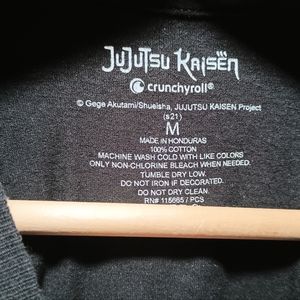 JUJUTSU KAISEN
crunchyroll®
© Gege Akutami/Shueisha, JUJUTSU KAISEN Project
(s21)
M
MADE IN HONDURAS
100% COTTON
MACHINE WASH COLD WITH LIKE COLORS
ONLY NON-CHLORINE BLEACH WHEN NEEDED.
TUMBLE DRY LOW.
DO NOT IRON IF DECORATED.
DO NOT DRY CLEAN.
RN# 115665 / PCS